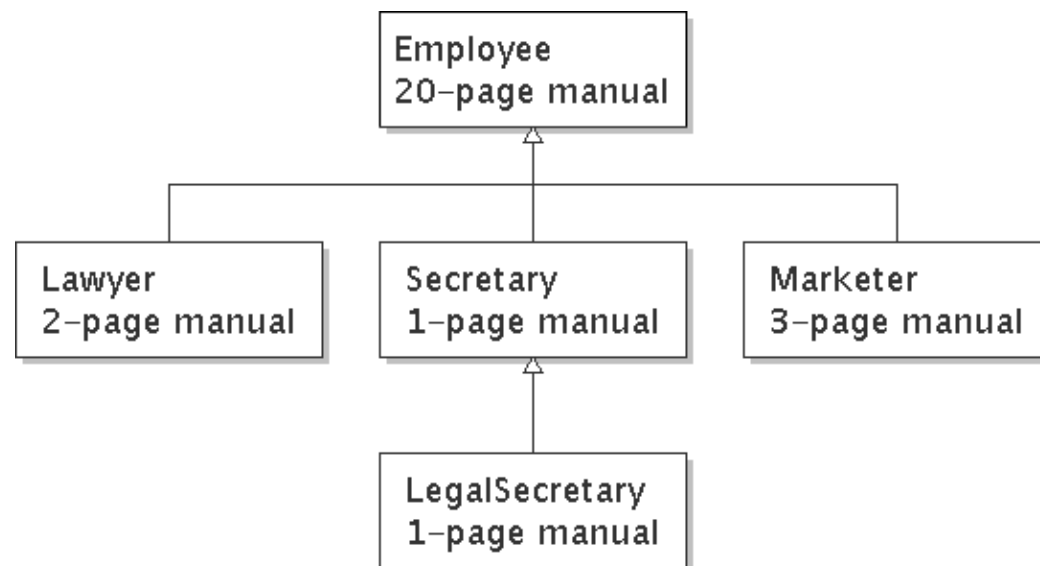 Employee
20-page manual
Lawyer
2-page manual
Secretary
1-page manual
Marketer
3-page manual
LegalSecretary
1-page manual